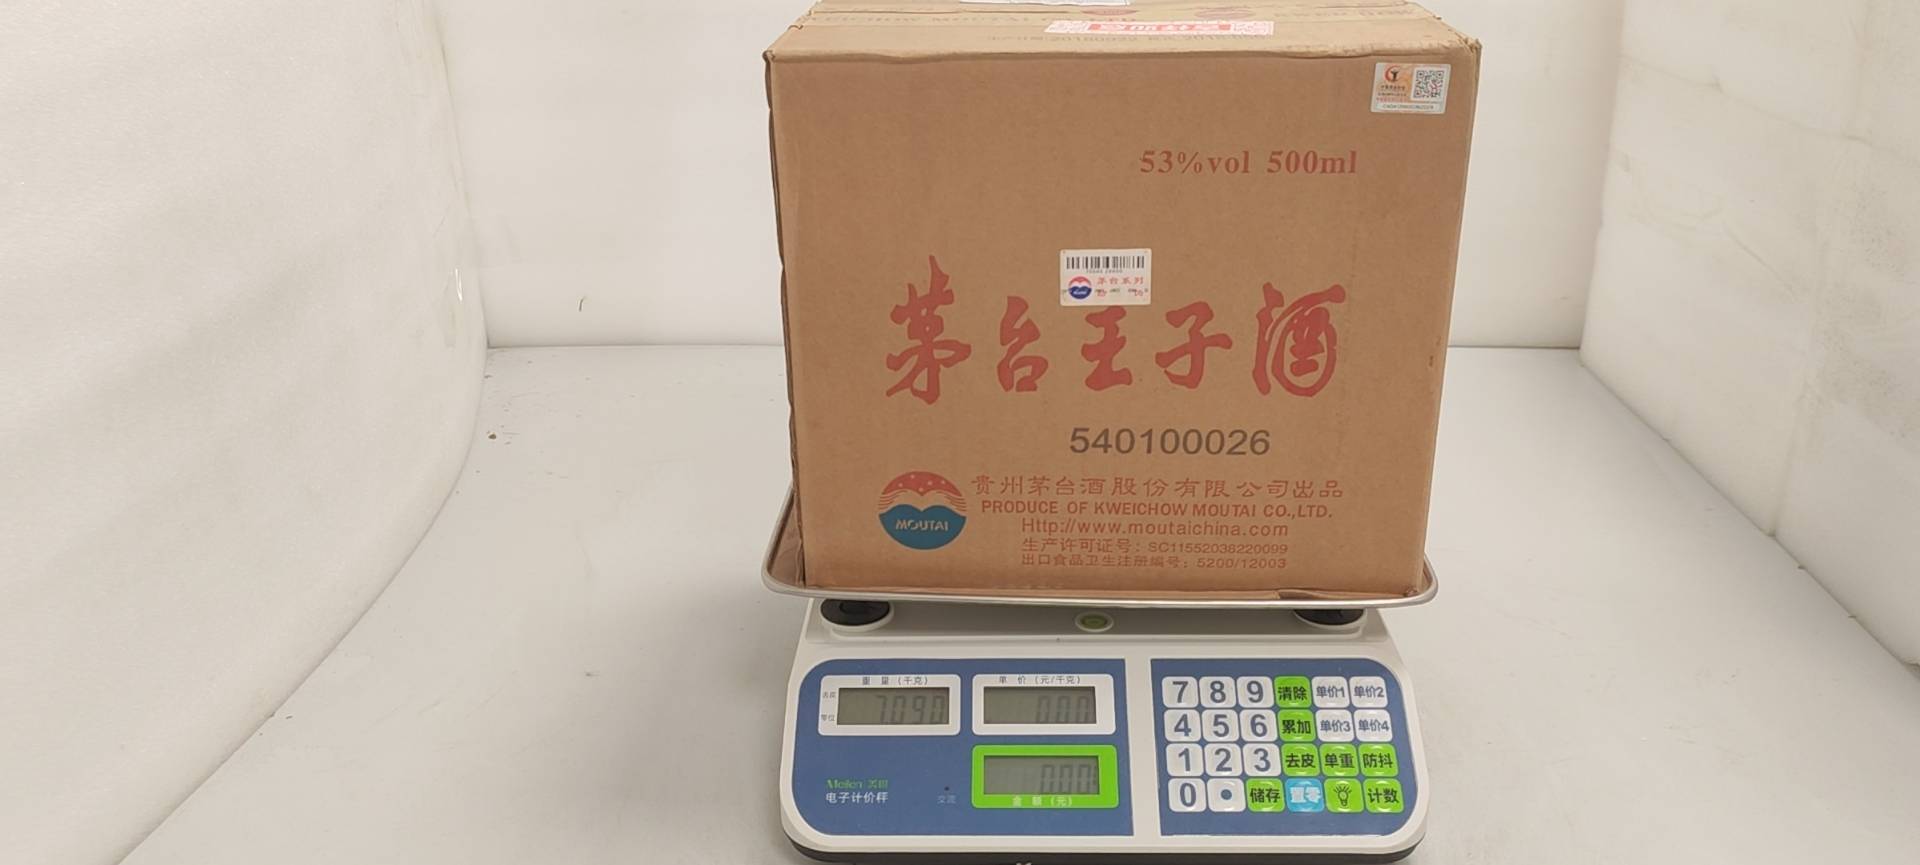 53%vol 500ml
茅台系列
茅台王子酒
540100026
MOUTAI
贵州茅台酒股份有限公司出品
PRODUCE OF KWEICHOW MOUTAI CO.,LTD.
Http://www.moutaichina.com
生产许可证号：SC11552038220099
出口食品卫生注册编号：5200/12003
重量(千克)
单价(元/千克)
去皮
零位
7.090
0.00
0.00
金额(元)
Meilen
电子计价秤
交流
7 8 9 清除 单价1 单价2
4 5 6 累加 单价3 单价4
1 2 3 去皮 单重 防抖
0 • 储存 置零 计数